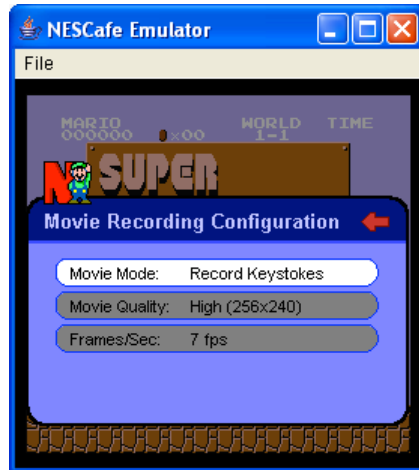 NESCafe Emulator
File
MARIO WORLD TIME
000000 x00 1-1
SUPER
N
Movie Recording Configuration
Movie Mode: Record Keystokes
Movie Quality: High (256x240)
Frames/Sec: 7 fps